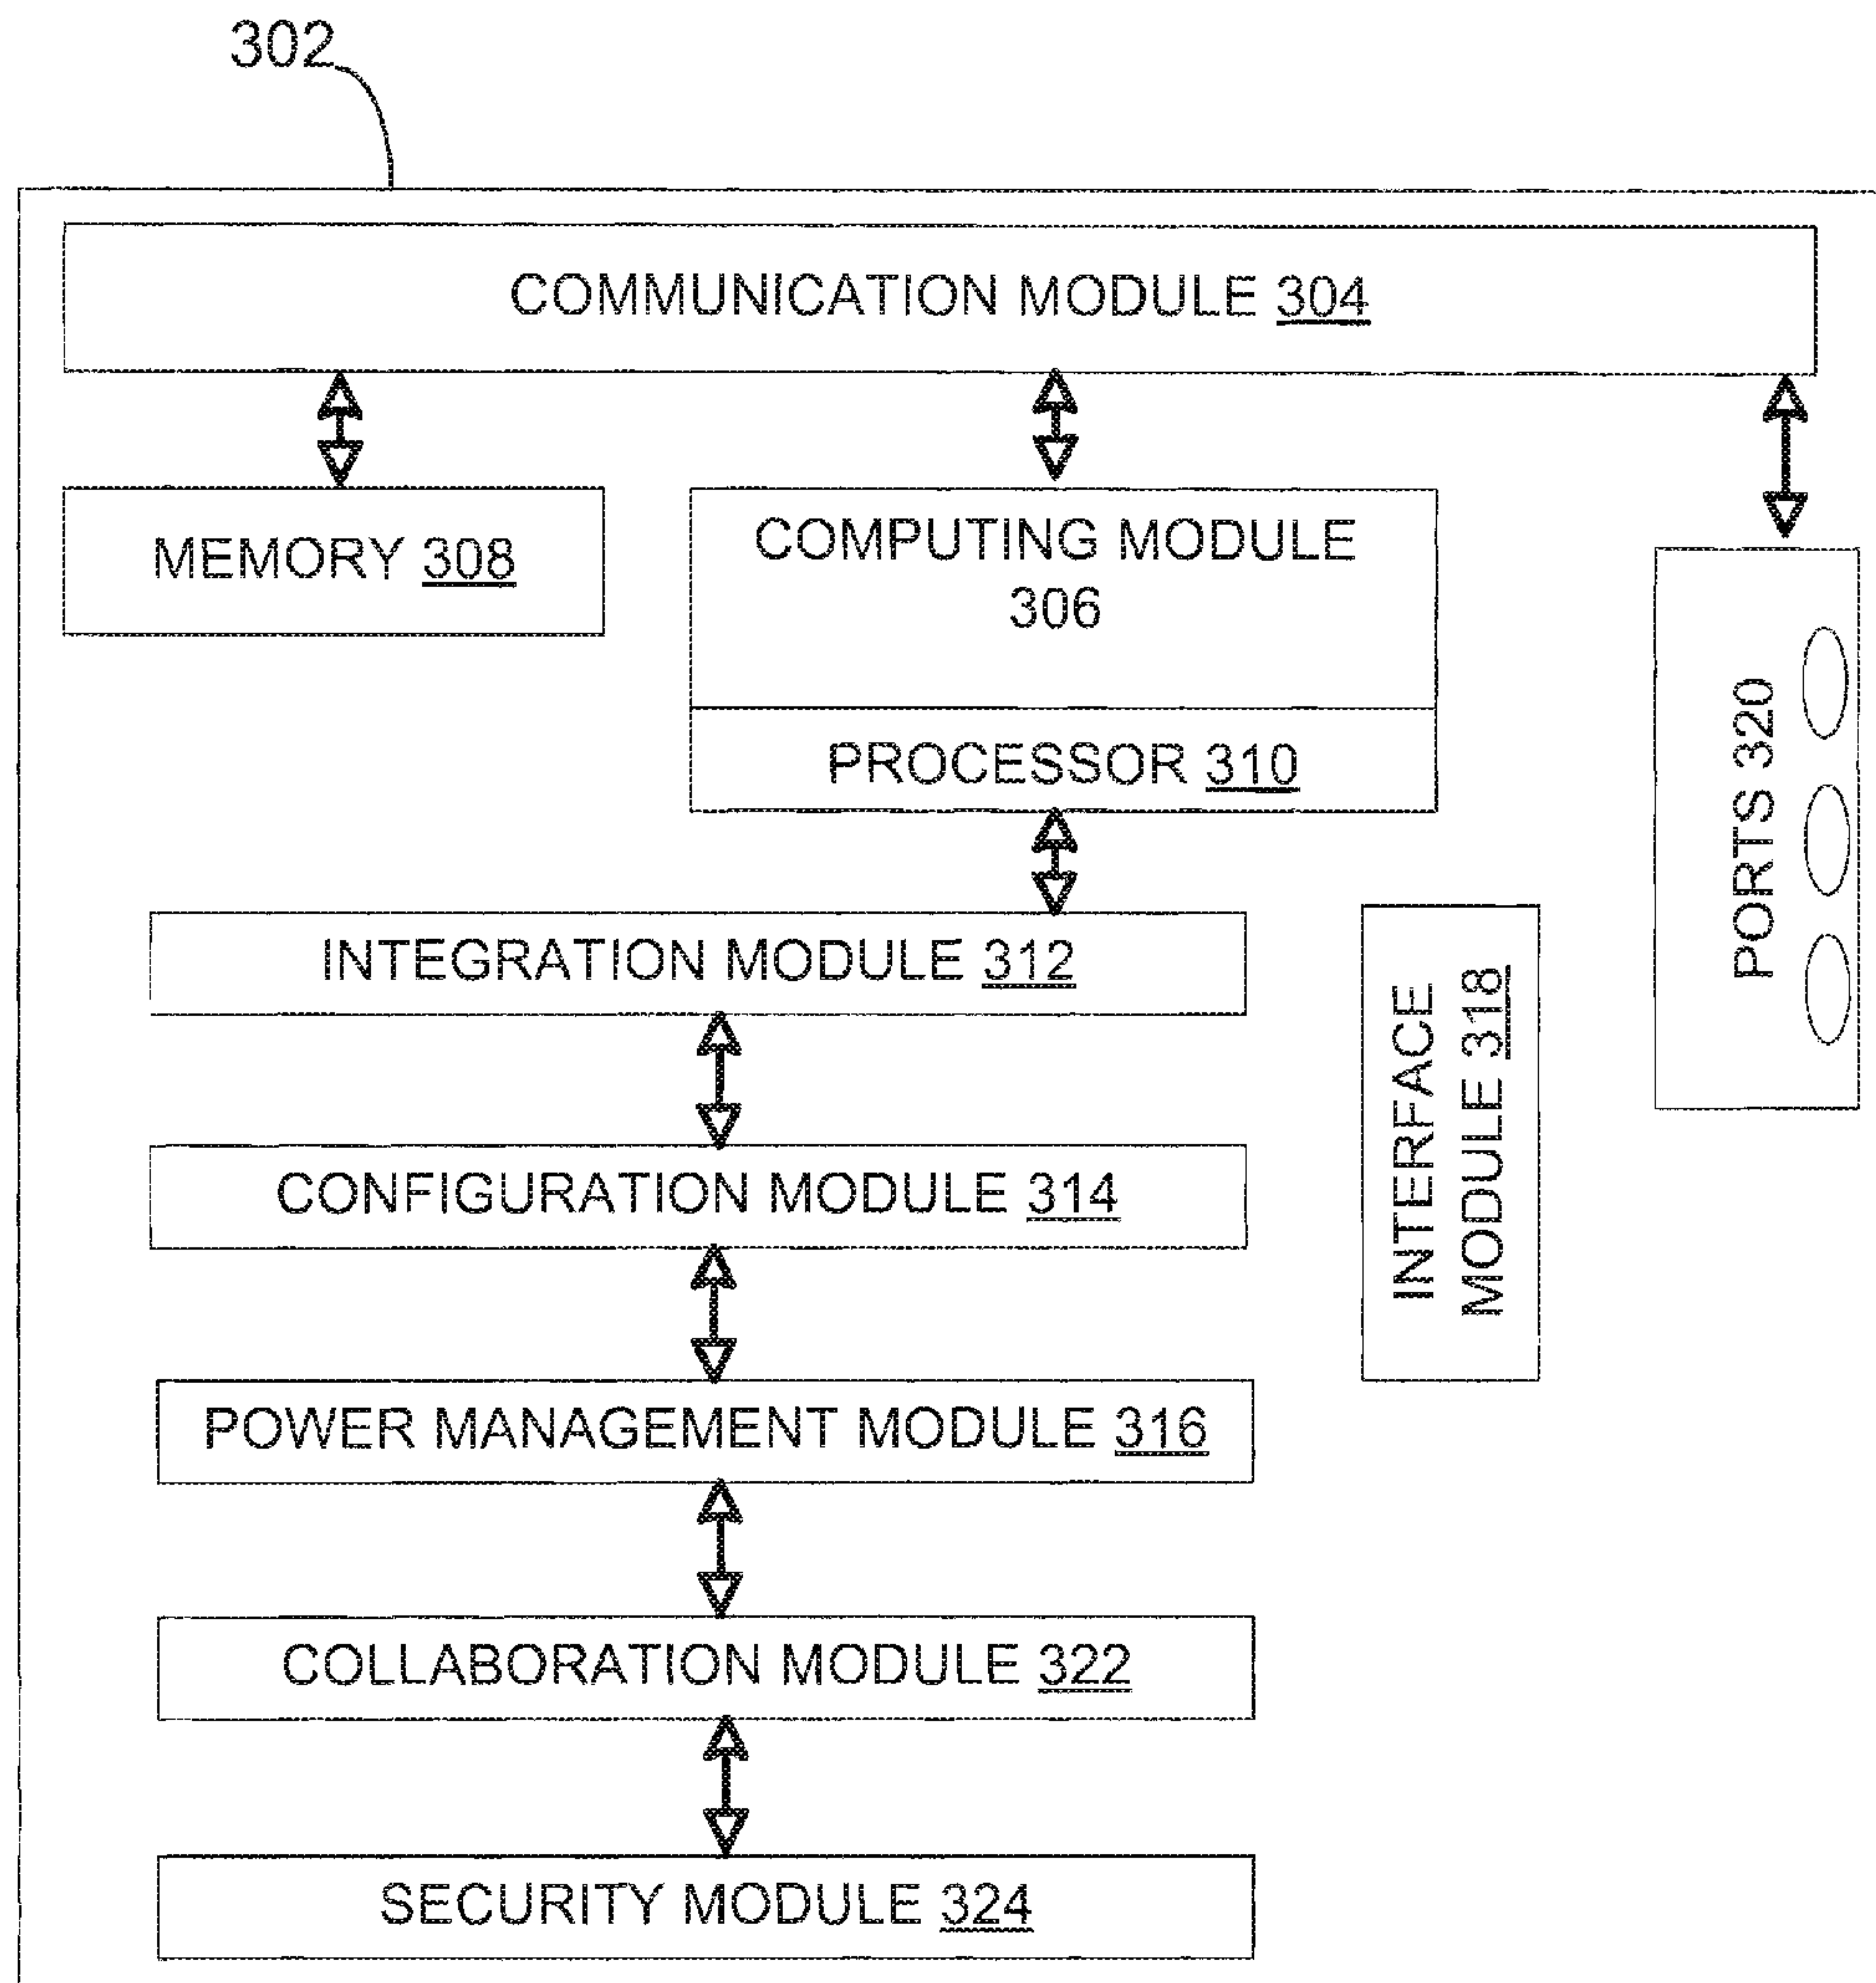 302
COMMUNICATION MODULE 304
MEMORY 308
COMPUTING MODULE
306
PROCESSOR 310
PORTS 320
INTEGRATION MODULE 312
INTERFACE
MODULE 318
CONFIGURATION MODULE 314
POWER MANAGEMENT MODULE 316
COLLABORATION MODULE 322
SECURITY MODULE 324